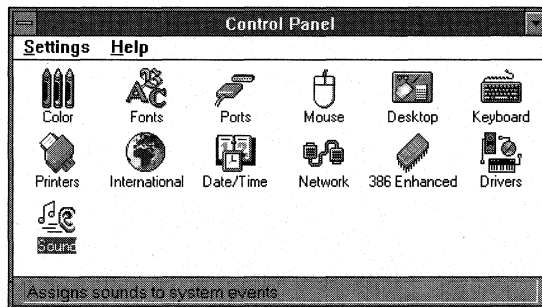 Control Panel
Settings Help
Color Fonts Ports Mouse Desktop Keyboard
Printers International Date/Time Network 386 Enhanced Drivers
Sound
Assigns sounds to system events